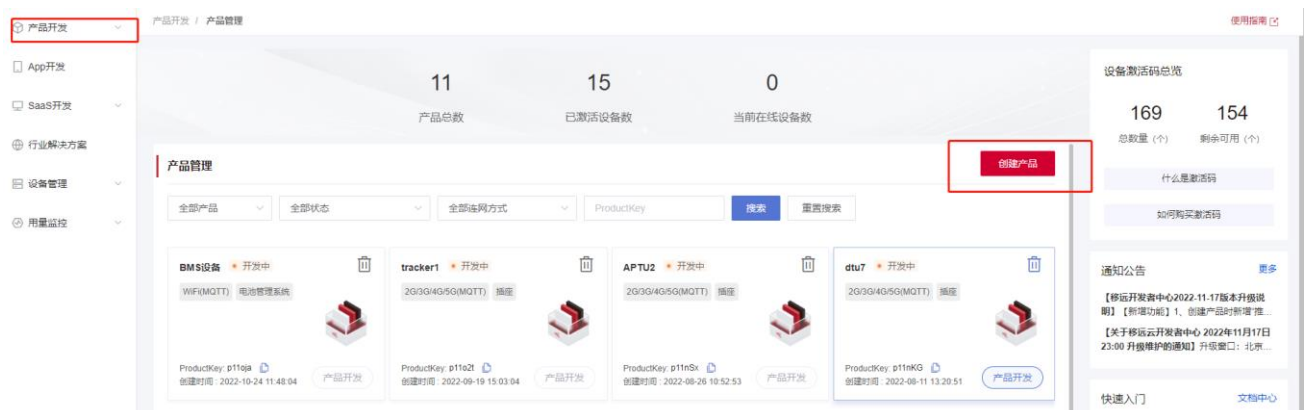 产品开发
App开发
SaaS开发
行业解决方案
设备管理
用量监控
产品开发 / 产品管理
使用指南
11
15
0
产品总数
已激活设备数
当前在线设备数
产品管理
创建产品
全部产品
全部状态
全部连网方式
ProductKey
搜索
重置搜索
BMS设备 开发中
WiFi(MQTT) 电池管理系统
ProductKey: p11oja
创建时间 : 2022-10-24 11:48:04
产品开发
tracker1 开发中
2G/3G/4G/5G(MQTT) 插座
ProductKey: p11o2t
创建时间 : 2022-09-19 15:03:04
产品开发
APTU2 开发中
2G/3G/4G/5G(MQTT) 插座
ProductKey: p11nSx
创建时间 : 2022-08-26 10:52:53
产品开发
dtu7 开发中
2G/3G/4G/5G(MQTT) 插座
ProductKey: p11nKG
创建时间 : 2022-08-11 13:20:51
产品开发
设备激活码总览
169
154
总数量 (个)
剩余可用 (个)
什么是激活码
如何购买激活码
通知公告
更多
【移远开发者中心2022-11-17版本升级说
明】【新增功能】1、创建产品时新增“推...
【关于移远云开发者中心 2022年11月17日
23:00 升级维护的通知】升级窗口：北京...
快速入门
文档中心